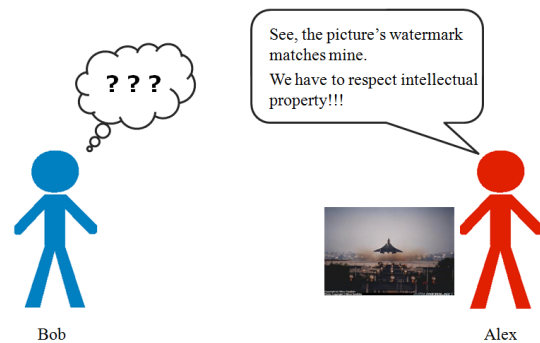 See, the picture's watermark
matches mine.
We have to respect intellectual
property!!!
? ? ?
Bob
Alex